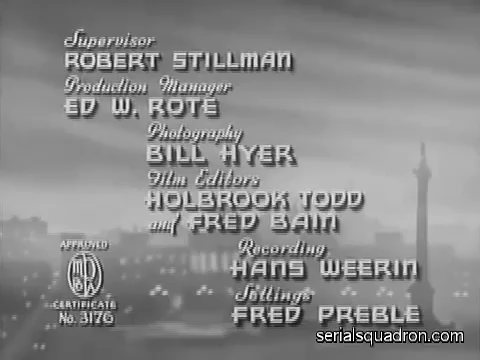 Supervisor
ROBERT STILLMAN
Production Manager
ED W. ROTE
Photography
BILL HYER
Film Editors
HOLBROOK TODD
and FRED BAIN
Recording
HANS WEERIN
Settings
FRED PREBLE
APPROVED
MPPDA
CERTIFICATE
No. 3176
serialsquadron.com